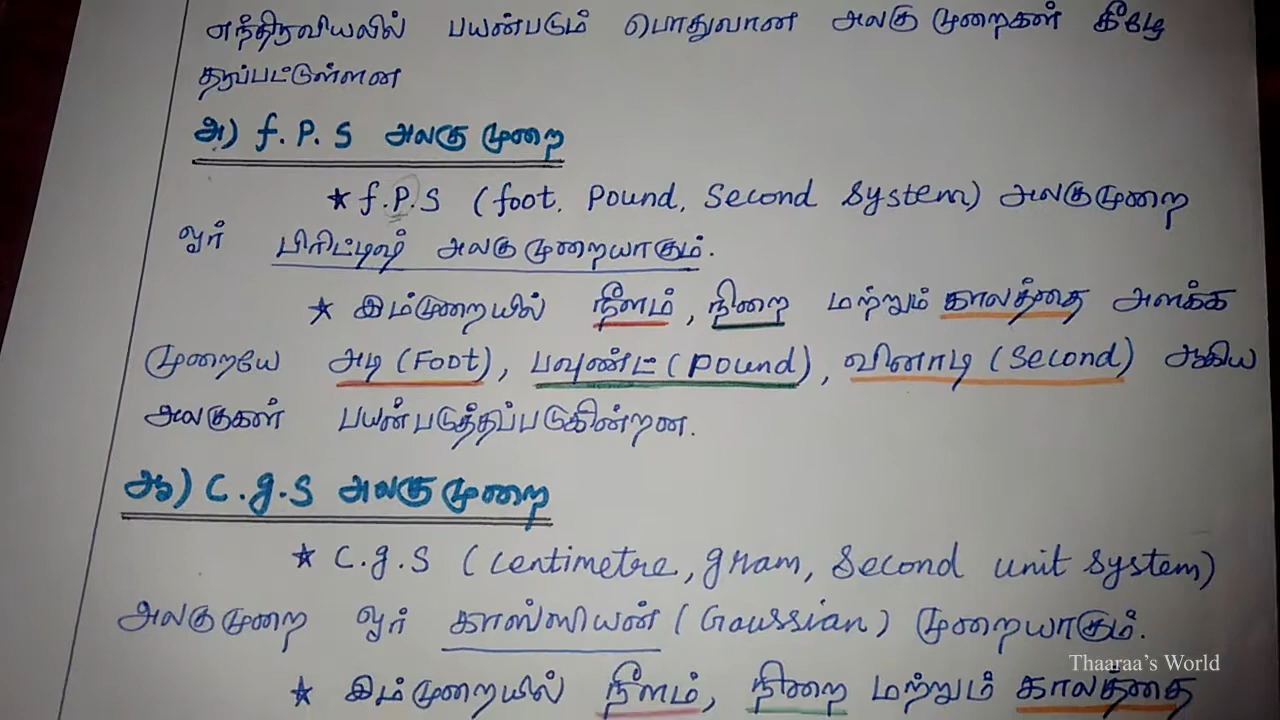 எந்திரவியலில் பயன்படும் பொதுவான அலகு முறைகள் கீழே
தரப்பட்டுள்ளன
அ) f.P.S அலகு முறை
★ f.P.S (foot, Pound, Second System) அலகுமுறை
ஓர் பிரிட்டிஷ் அலகு முறையாகும்.
★ இம்முறையில் நீளம், நிறை மற்றும் காலத்தை அளக்க
முறையே அடி (Foot), பவுண்ட் (pound), வினாடி (Second) ஆகிய
அலகுகள் பயன்படுத்தப்படுகின்றன.
ஆ) C.g.S அலகு முறை
★ C.g.S (Centimetre, gram, Second unit System)
அலகுமுறை ஓர் காஸ்ஸியன் (Gaussian) முறையாகும்.
★ இம்முறையில் நீளம், நிறை மற்றும் காலத்தை
Thaaraa's World